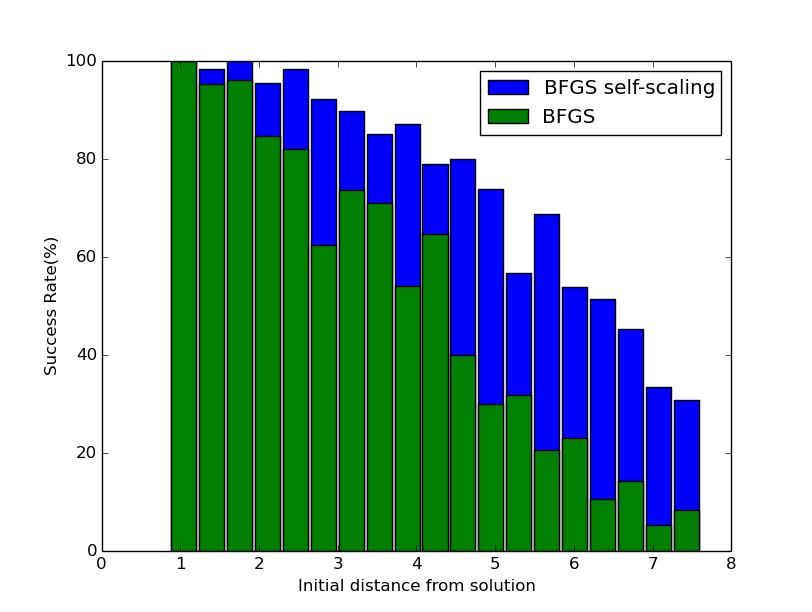 100
80
60
40
20
0
Success Rate(%)
BFGS self-scaling
BFGS
0 1 2 3 4 5 6 7 8
Initial distance from solution